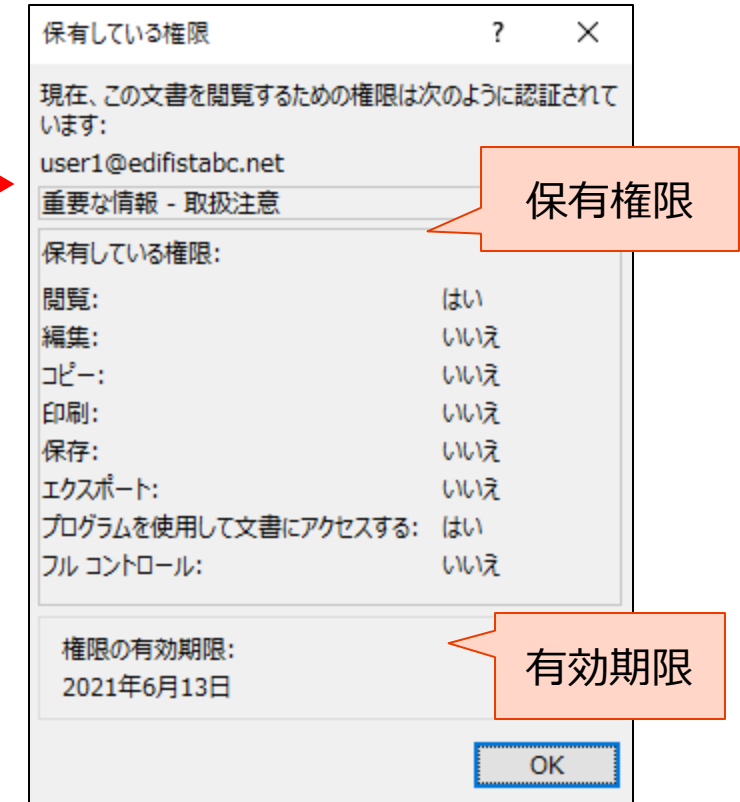 保有している権限 ?
現在、この文書を閲覧するための権限は次のように認証されて
います:
user1@edifistabc.net
重要な情報 - 取扱注意
保有権限
保有している権限:
閲覧: はい
編集: いいえ
コピー: いいえ
印刷: いいえ
保存: いいえ
エクスポート: いいえ
プログラムを使用して文書にアクセスする: はい
フル コントロール: いいえ
権限の有効期限:
2021年6月13日
有効期限
OK